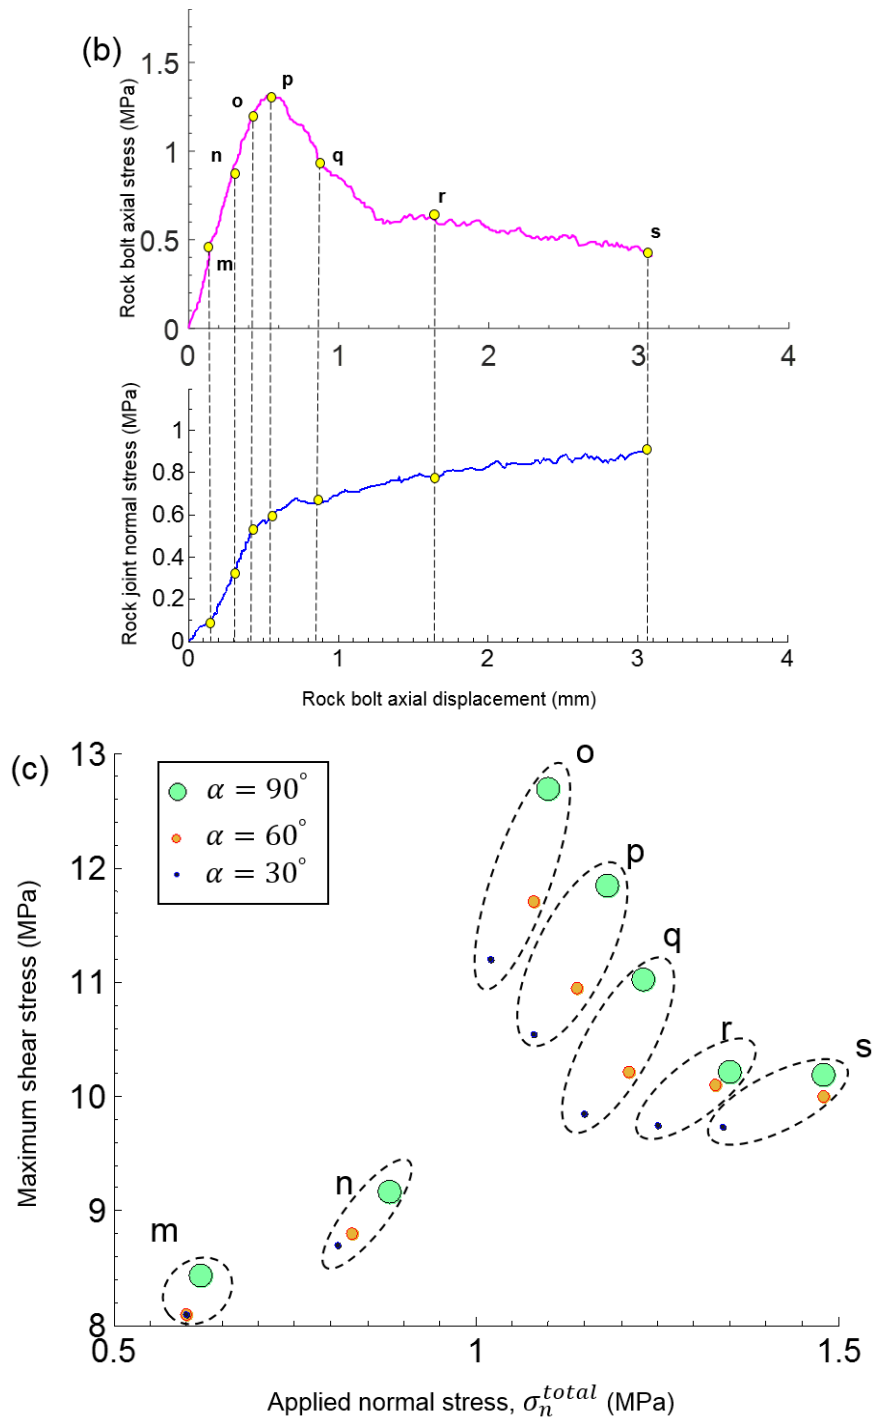 (b)
Rock bolt axial stress (MPa)
1.5
1
0.5
0
0 1 2 3 4
m
n
o
p
q
r
s
Rock joint normal stress (MPa)
1
0.8
0.6
0.4
0.2
0
0 1 2 3 4
Rock bolt axial displacement (mm)
(c)
α = 90°
α = 60°
α = 30°
Maximum shear stress (MPa)
13
12
11
10
9
8
0.5 1 1.5
o
p
q
r
s
n
m
Applied normal stress, σ_n^total (MPa)